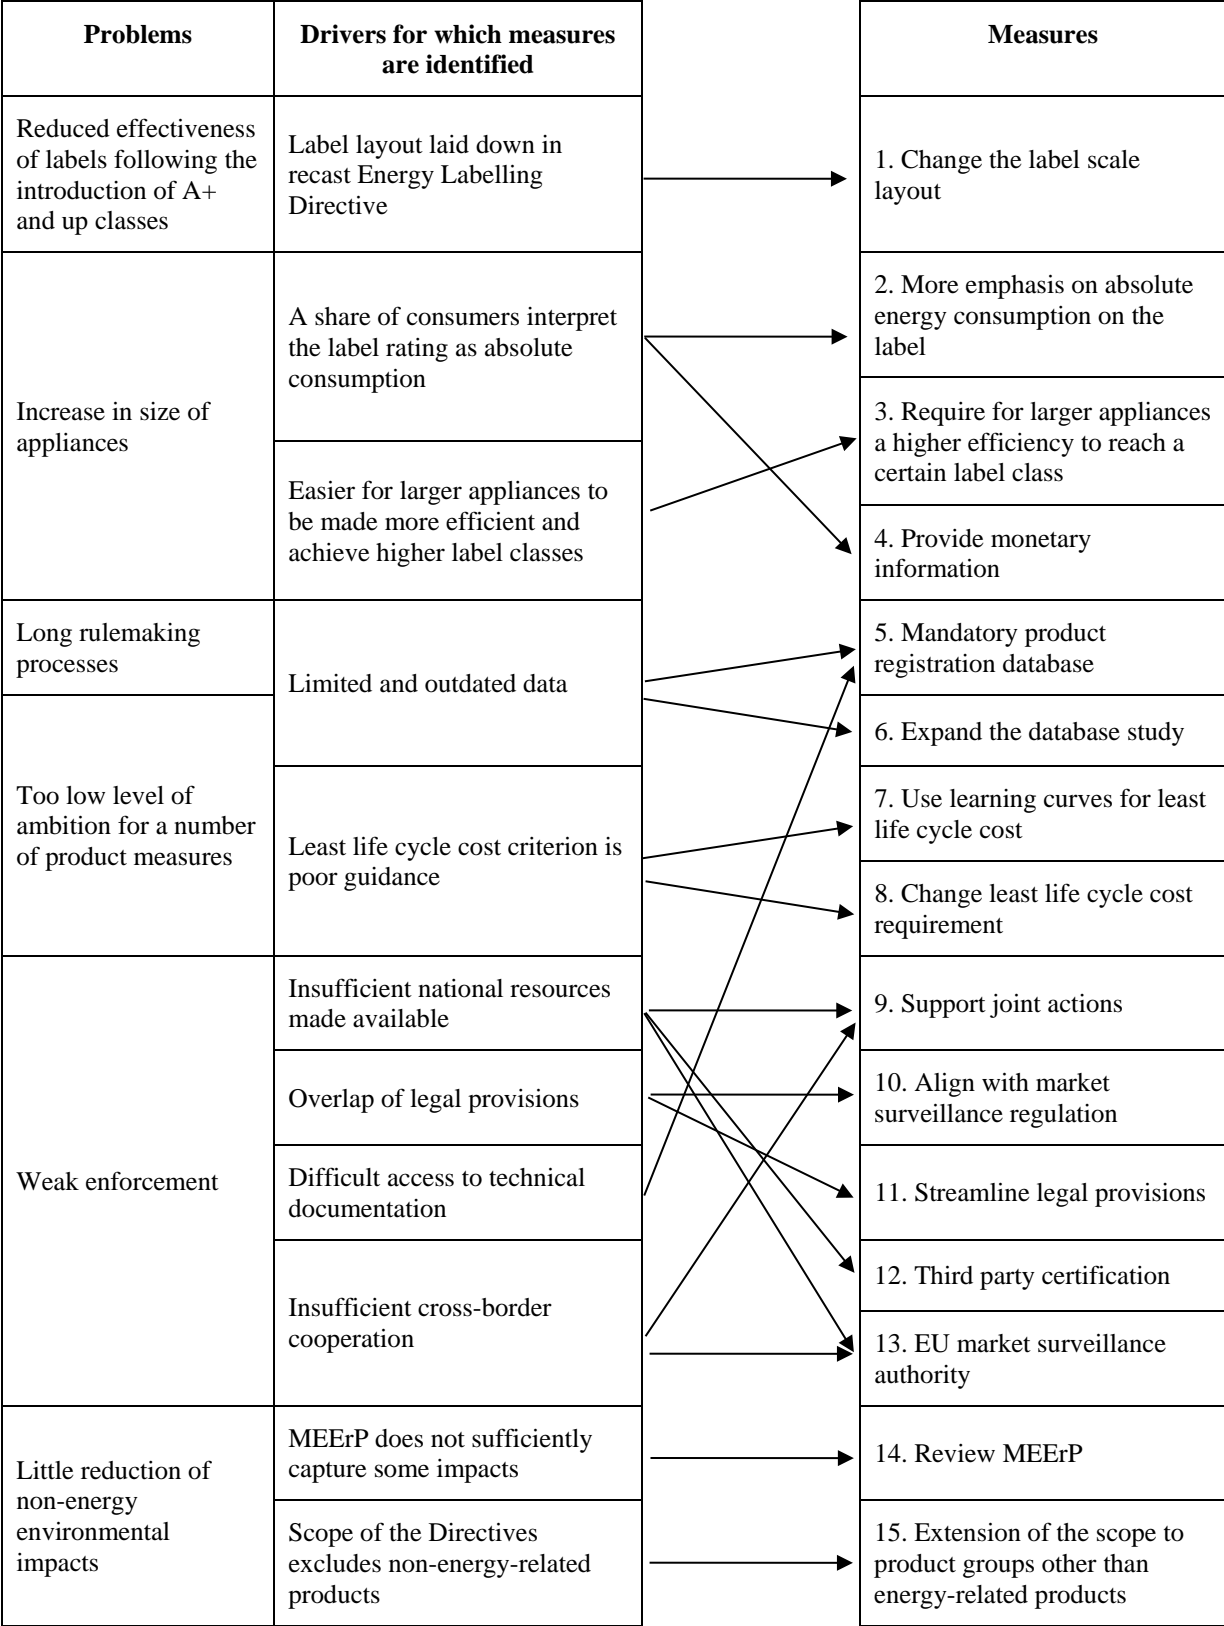 Problems
Drivers for which measures
are identified
Measures
Reduced effectiveness
of labels following the
introduction of A+
and up classes
Label layout laid down in
recast Energy Labelling
Directive
1. Change the label scale
layout
Increase in size of
appliances
A share of consumers interpret
the label rating as absolute
consumption
2. More emphasis on absolute
energy consumption on the
label
3. Require for larger appliances
a higher efficiency to reach a
certain label class
Easier for larger appliances to
be made more efficient and
achieve higher label classes
4. Provide monetary
information
Long rulemaking
processes
Limited and outdated data
5. Mandatory product
registration database
6. Expand the database study
Too low level of
ambition for a number
of product measures
Least life cycle cost criterion is
poor guidance
7. Use learning curves for least
life cycle cost
8. Change least life cycle cost
requirement
Weak enforcement
Insufficient national resources
made available
9. Support joint actions
Overlap of legal provisions
10. Align with market
surveillance regulation
Difficult access to technical
documentation
11. Streamline legal provisions
Insufficient cross-border
cooperation
12. Third party certification
13. EU market surveillance
authority
Little reduction of
non-energy
environmental
impacts
MEErP does not sufficiently
capture some impacts
14. Review MEErP
Scope of the Directives
excludes non-energy-related
products
15. Extension of the scope to
product groups other than
energy-related products